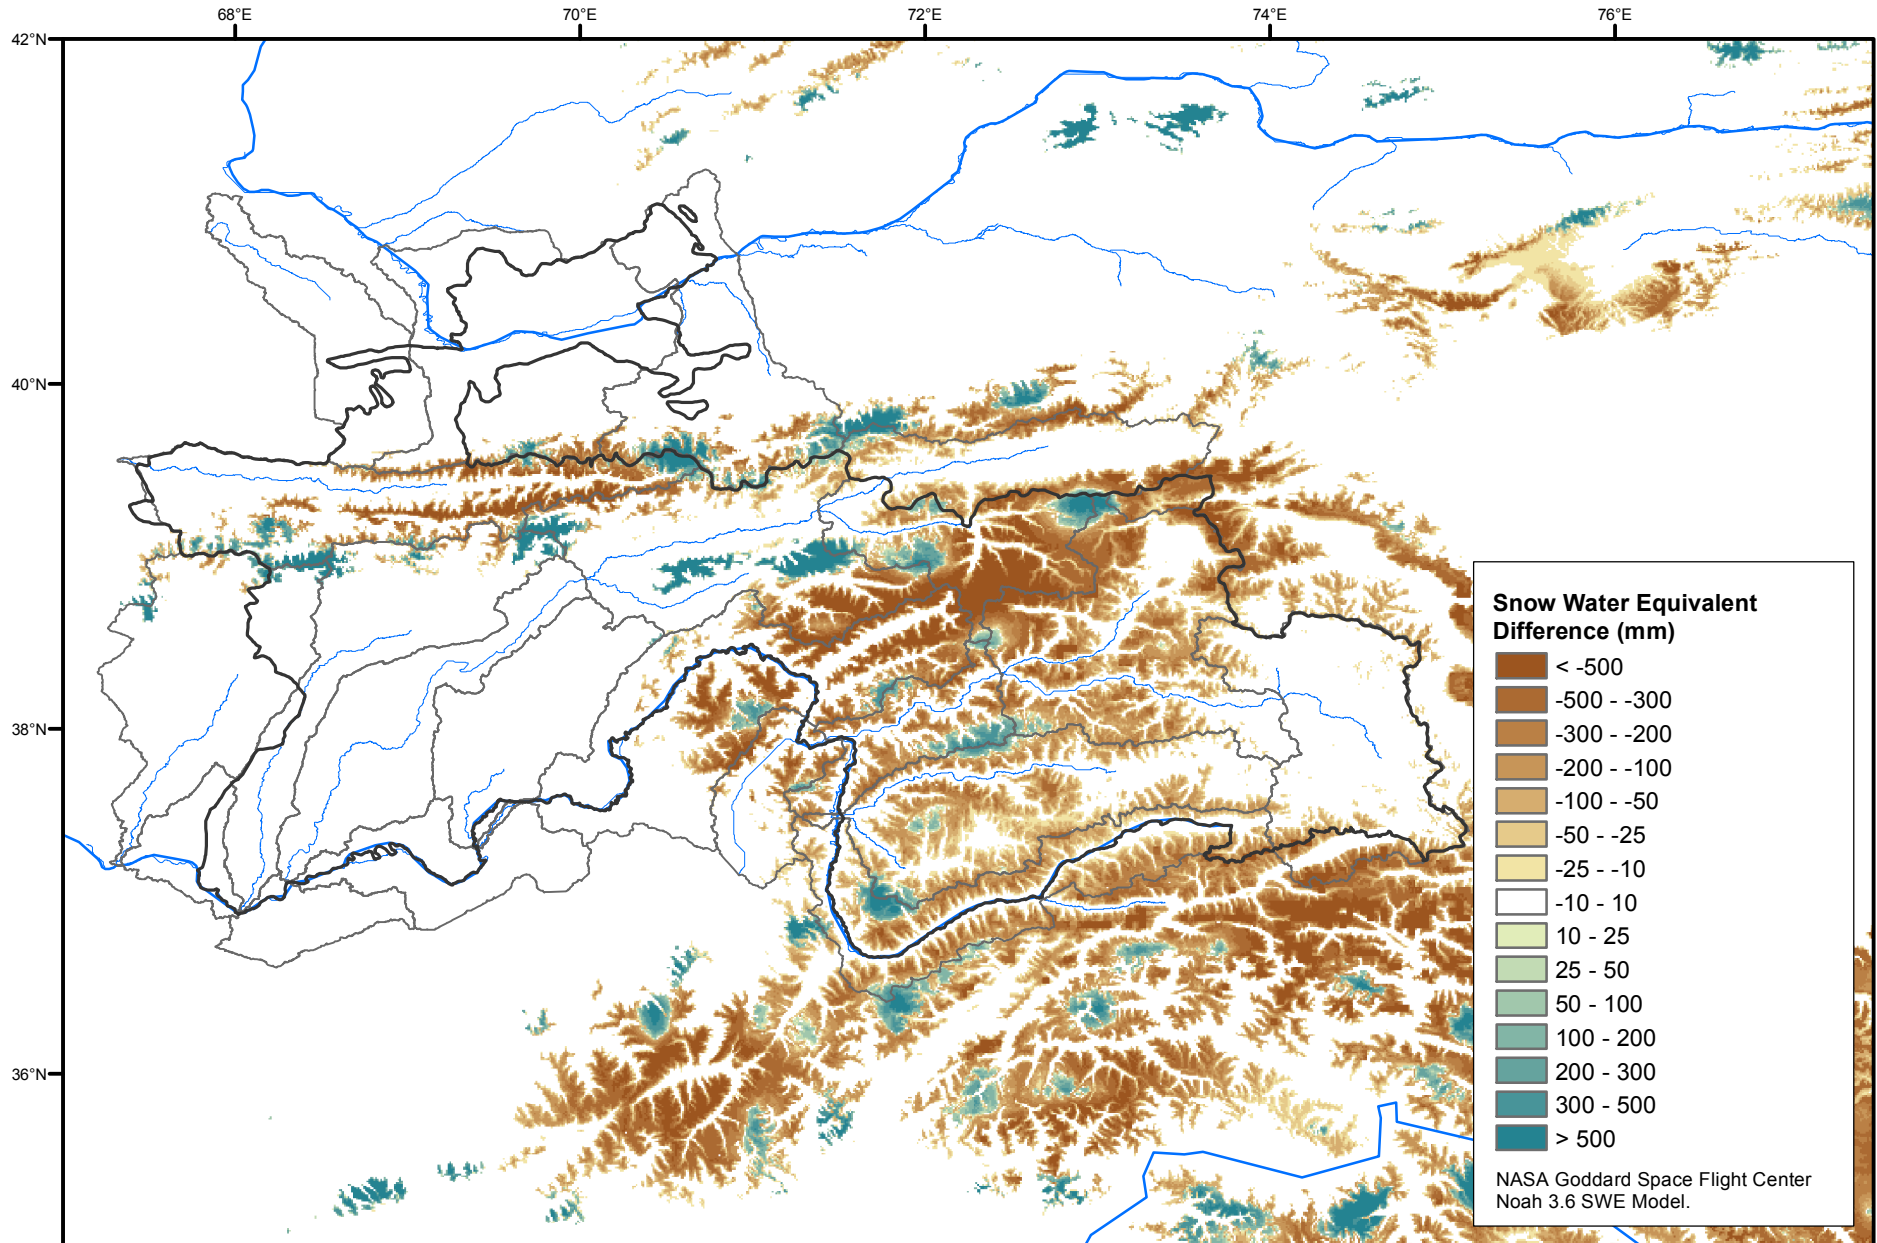 68°E 70°E 72°E 74°E 76°E
42°N
40°N
38°N
36°N
Snow Water Equivalent
Difference (mm)
< -500
-500 - -300
-300 - -200
-200 - -100
-100 - -50
-50 - -25
-25 - -10
-10 - 10
10 - 25
25 - 50
50 - 100
100 - 200
200 - 300
300 - 500
> 500
NASA Goddard Space Flight Center
Noah 3.6 SWE Model.